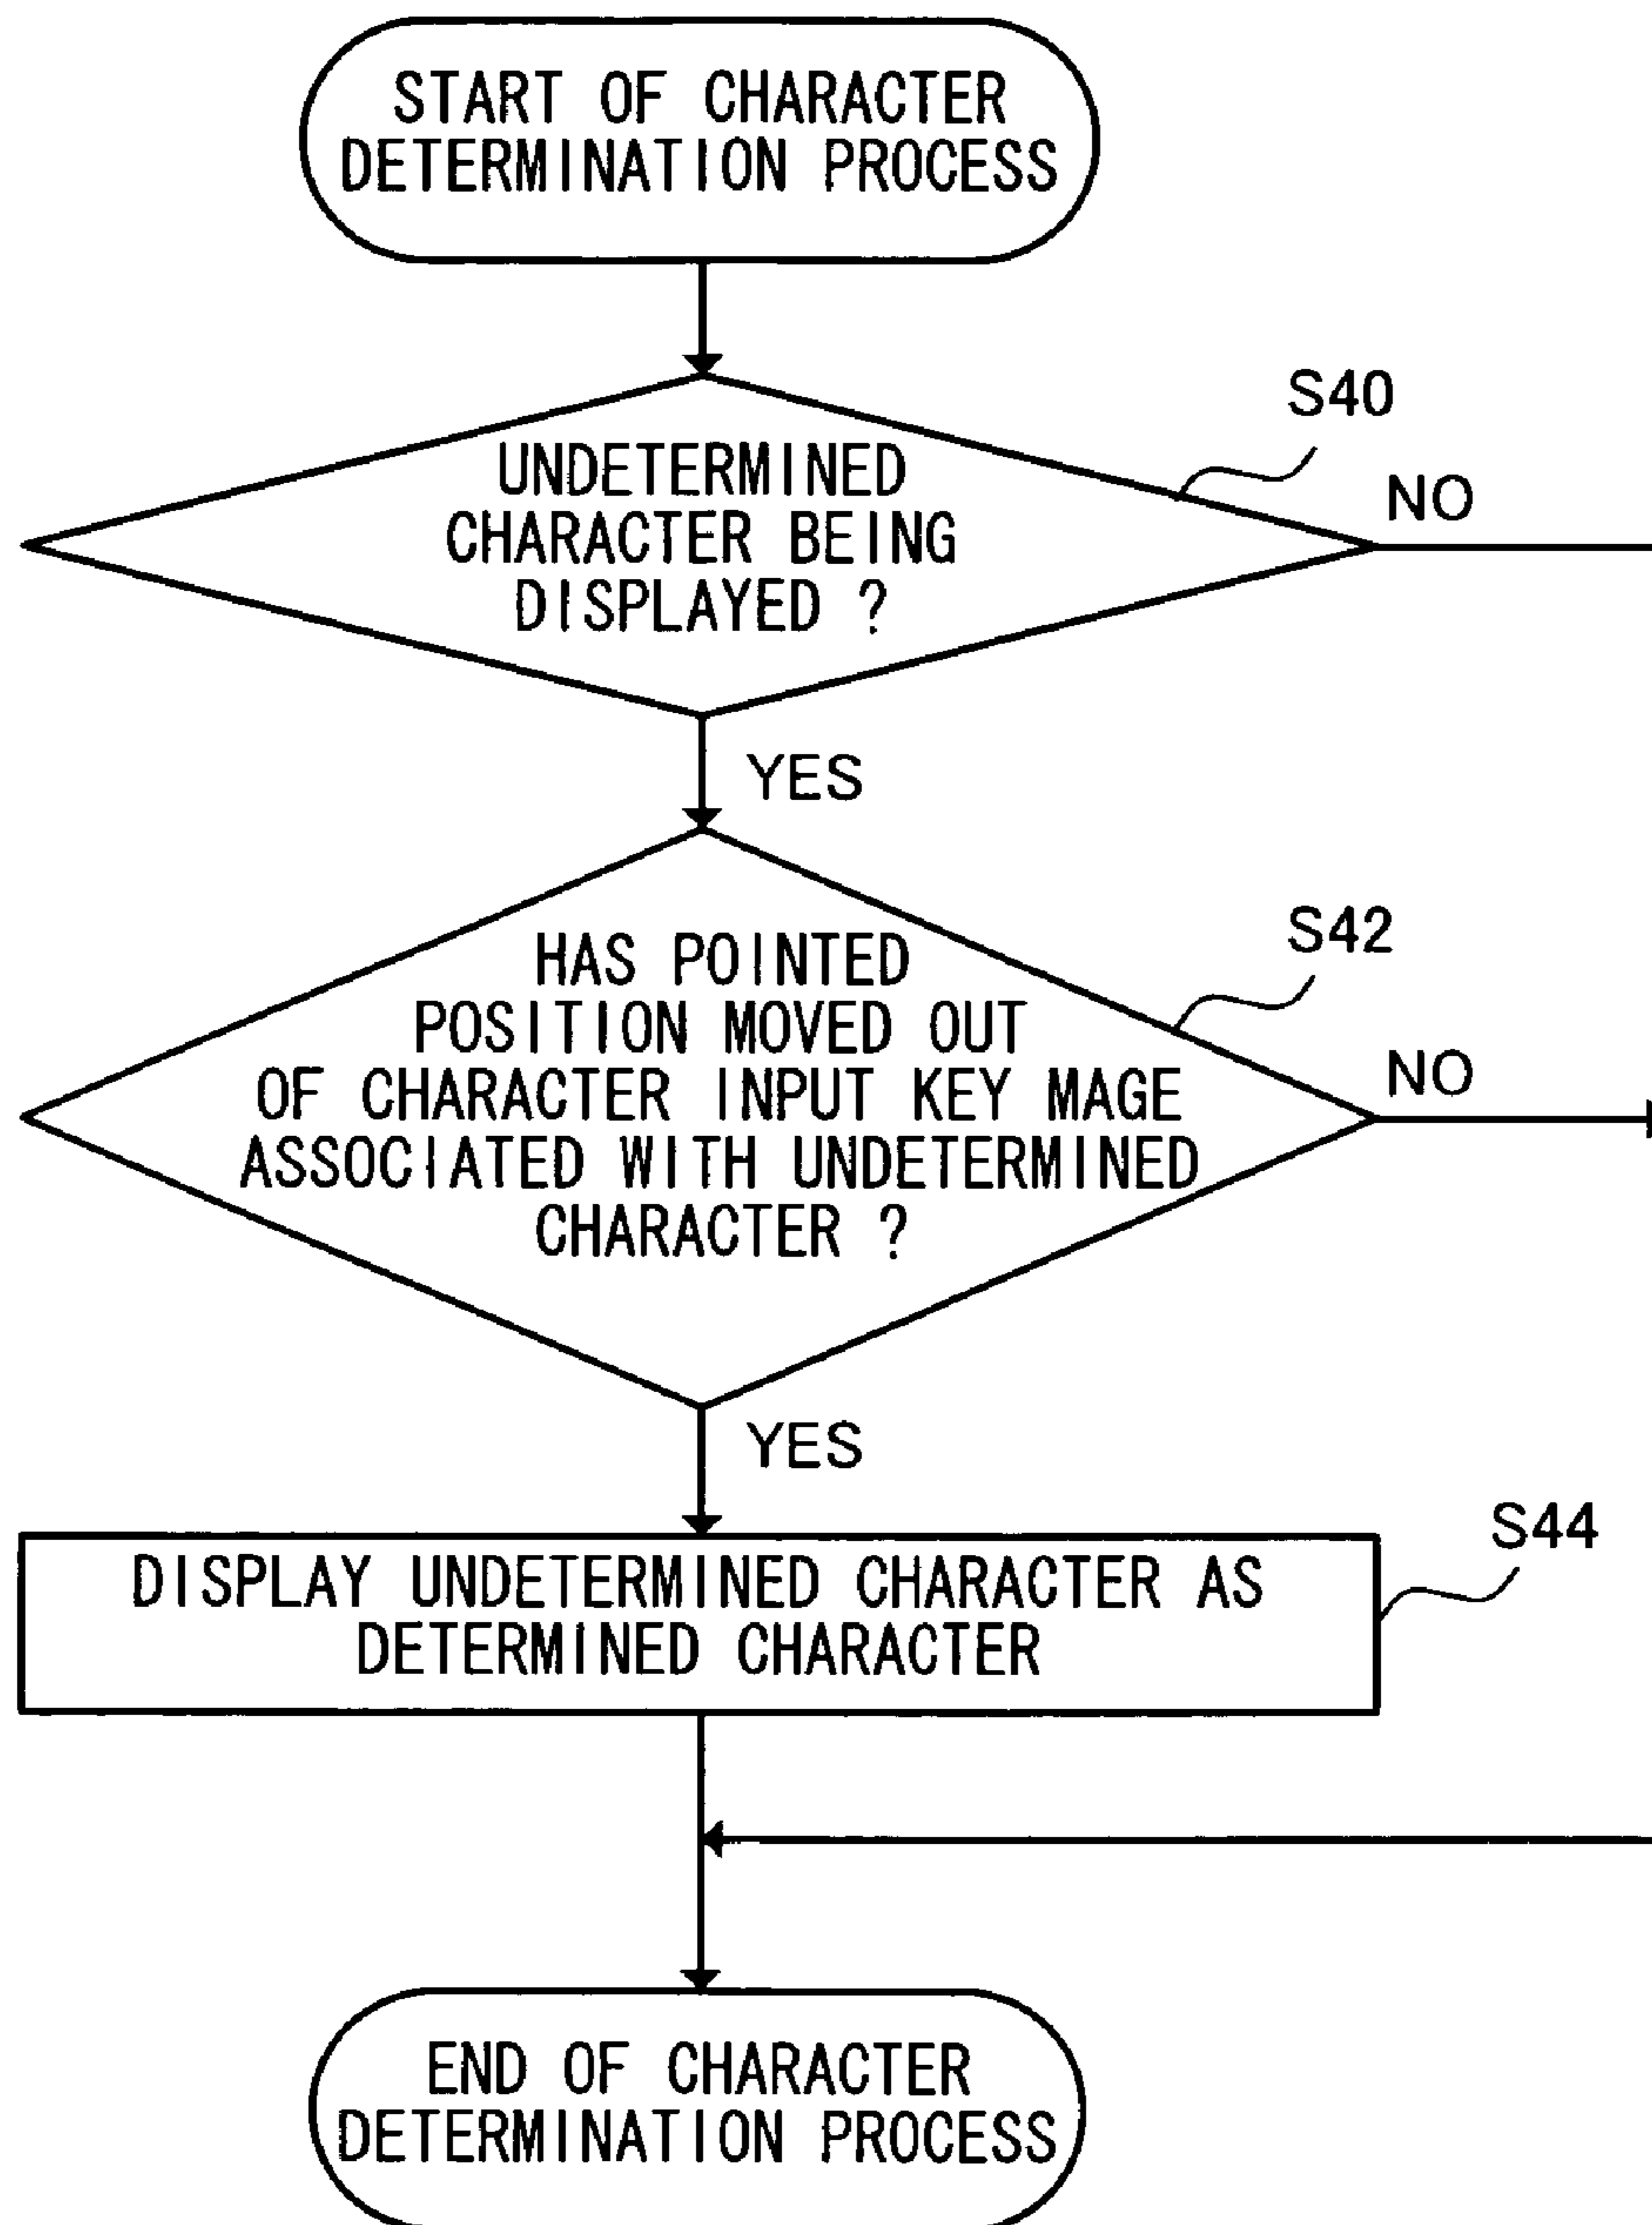 START OF CHARACTER
DETERMINATION PROCESS
S40
UNDETERMINED
CHARACTER BEING
DISPLAYED ?
NO
YES
S42
HAS POINTED
POSITION MOVED OUT
OF CHARACTER INPUT KEY MAGE
ASSOCIATED WITH UNDETERMINED
CHARACTER ?
NO
YES
S44
DISPLAY UNDETERMINED CHARACTER AS
DETERMINED CHARACTER
END OF CHARACTER
DETERMINATION PROCESS